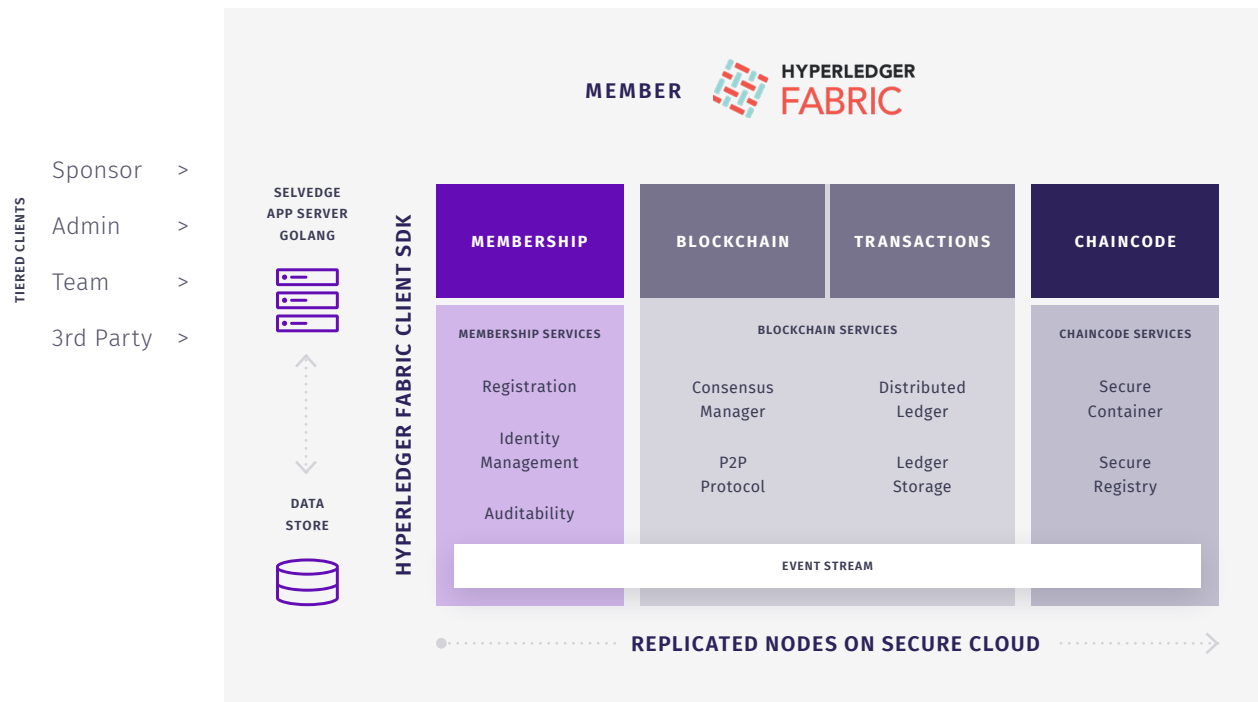 MEMBER
HYPERLEDGER
FABRIC
TIERED CLIENTS
Sponsor >
Admin >
Team >
3rd Party >
SELVEDGE
APP SERVER
GOLANG
DATA
STORE
HYPERLEDGER FABRIC CLIENT SDK
MEMBERSHIP
MEMBERSHIP SERVICES
Registration
Identity
Management
Auditability
BLOCKCHAIN
TRANSACTIONS
BLOCKCHAIN SERVICES
Consensus
Manager
P2P
Protocol
Distributed
Ledger
Ledger
Storage
CHAINCODE
CHAINCODE SERVICES
Secure
Container
Secure
Registry
EVENT STREAM
REPLICATED NODES ON SECURE CLOUD